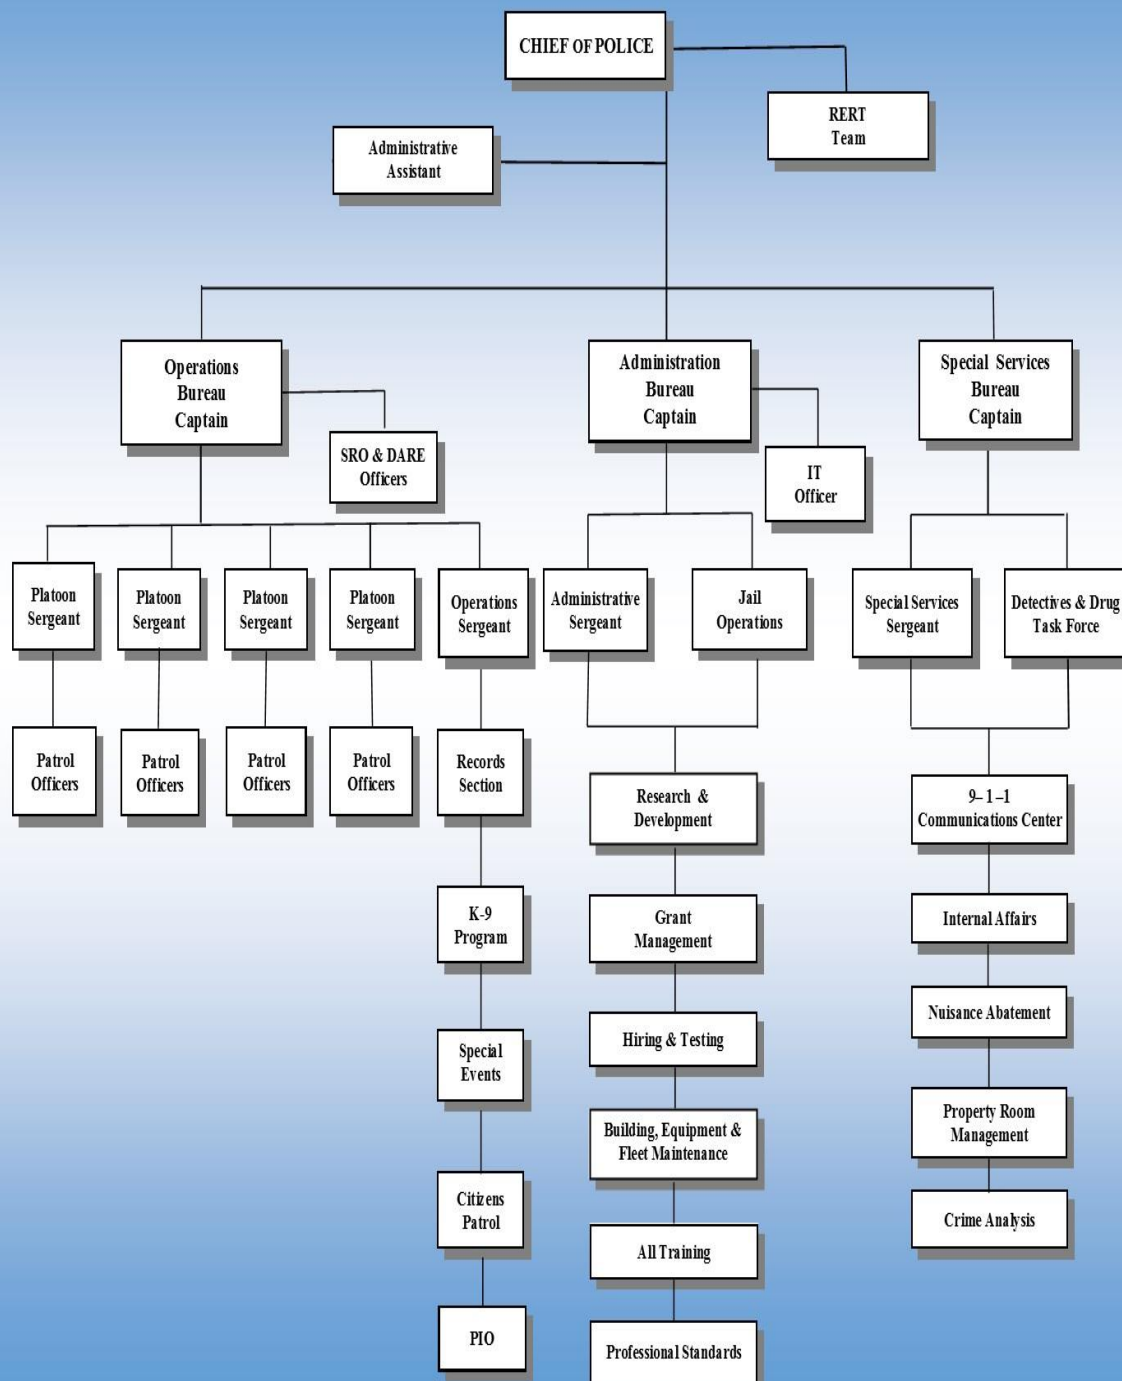 CHIEF OF POLICE
RERT
Team
Administrative
Assistant
Operations
Bureau
Captain
Administration
Bureau
Captain
Special Services
Bureau
Captain
SRO & DARE
Officers
IT
Officer
Platoon
Sergeant
Platoon
Sergeant
Platoon
Sergeant
Platoon
Sergeant
Operations
Sergeant
Administrative
Sergeant
Jail
Operations
Special Services
Sergeant
Detectives & Drug
Task Force
Patrol
Officers
Patrol
Officers
Patrol
Officers
Patrol
Officers
Records
Section
Research &
Development
9-1-1
Communications Center
K-9
Program
Grant
Management
Internal Affairs
Special
Events
Hiring & Testing
Nuisance Abatement
Building, Equipment &
Fleet Maintenance
Property Room
Management
Citizens
Patrol
All Training
Crime Analysis
PIO
Professional Standards